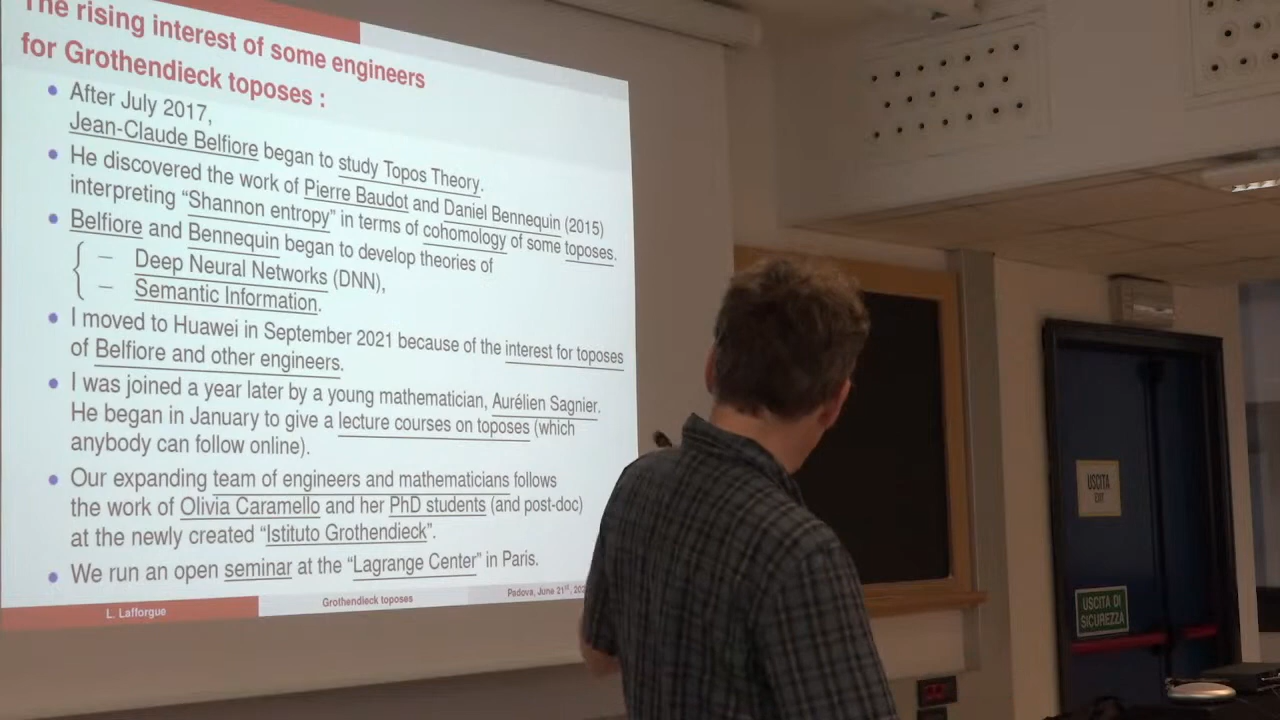 The rising interest of some engineers
for Grothendieck toposes :
• After July 2017,
Jean-Claude Belfiore began to study Topos Theory.
• He discovered the work of Pierre Baudot and Daniel Bennequin (2015)
interpreting “Shannon entropy” in terms of cohomology of some toposes.
• Belfiore and Bennequin began to develop theories of
– Deep Neural Networks (DNN),
– Semantic Information.
• I moved to Huawei in September 2021 because of the interest for toposes
of Belfiore and other engineers.
• I was joined a year later by a young mathematician, Aurélien Sagnier.
He began in January to give a lecture courses on toposes (which
anybody can follow online).
• Our expanding team of engineers and mathematicians follows
the work of Olivia Caramello and her PhD students (and post-doc)
at the newly created “Istituto Grothendieck”.
• We run an open seminar at the “Lagrange Center” in Paris.
L. Lafforgue
Grothendieck toposes
Padova, June 21st,
USCITA
EXIT
USCITA DI
SICUREZZA